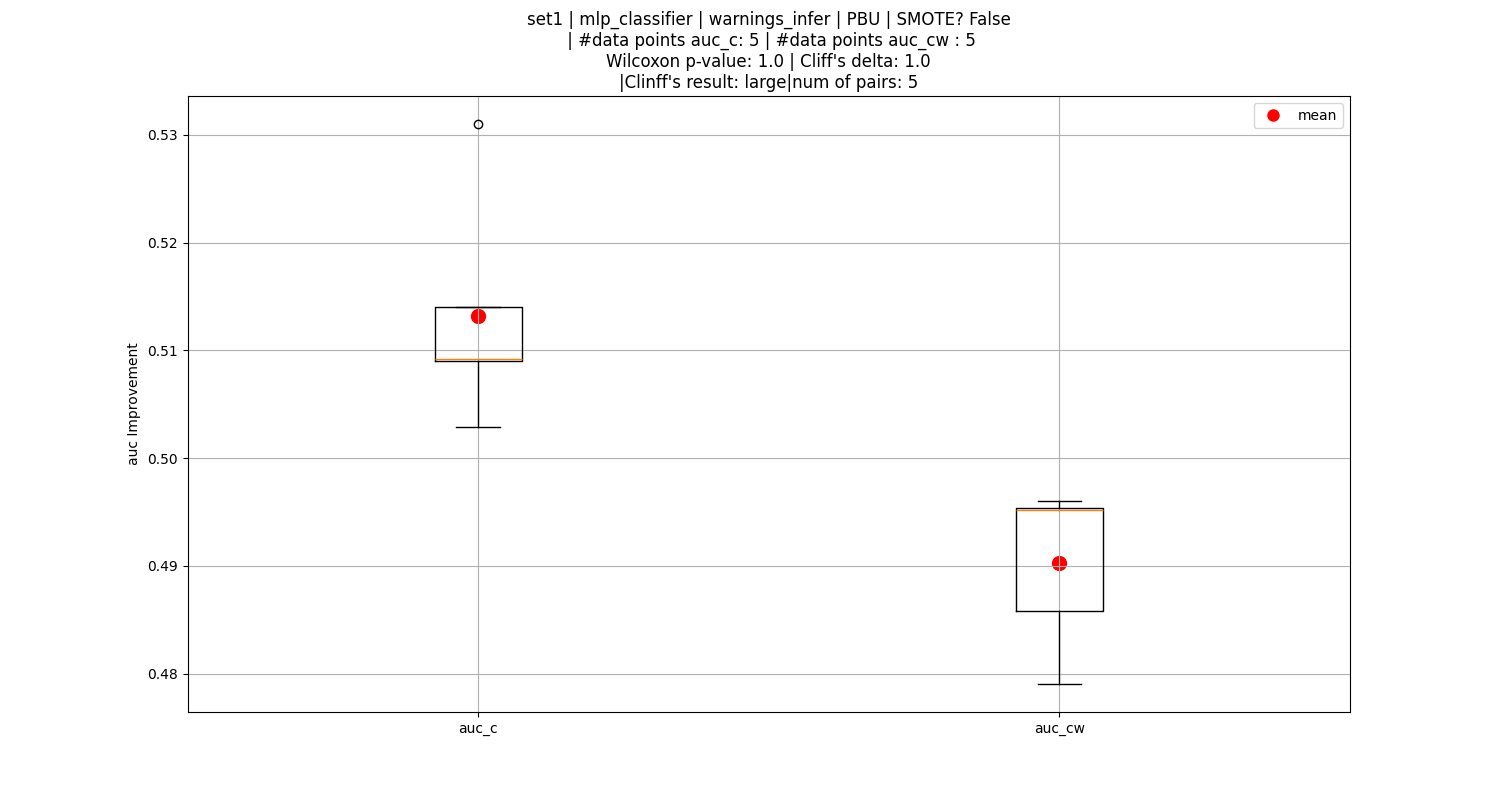 set1 | mlp_classifier | warnings_infer | PBU | SMOTE? False
| #data points auc_c: 5 | #data points auc_cw : 5
Wilcoxon p-value: 1.0 | Cliff's delta: 1.0
|Clinff's result: large|num of pairs: 5
mean
0.53
0.52
0.51
0.50
0.49
0.48
auc Improvement
auc_c
auc_cw